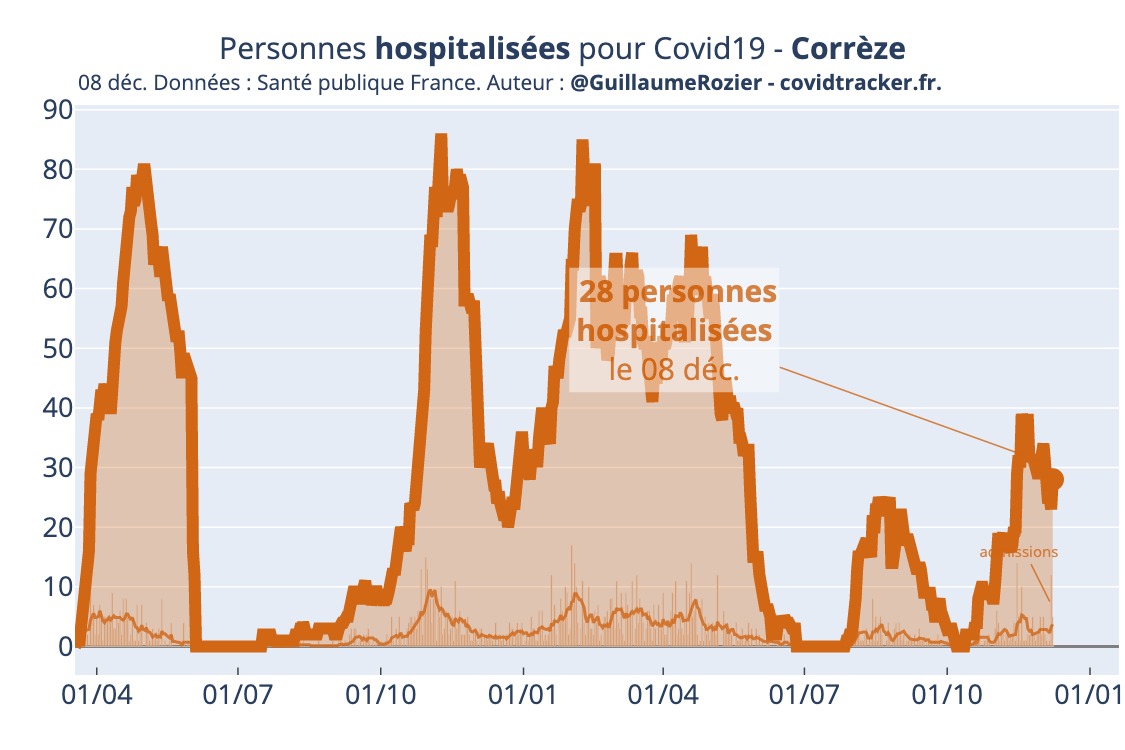 Personnes hospitalisées pour Covid19 - Corrèze
08 déc. Données : Santé publique France. Auteur : @GuillaumeRozier - covidtracker.fr.
90
80
70
60
50
40
30
20
10
0
28 personnes
hospitalisées
le 08 déc.
admissions
01/04 01/07 01/10 01/01 01/04 01/07 01/10 01/01